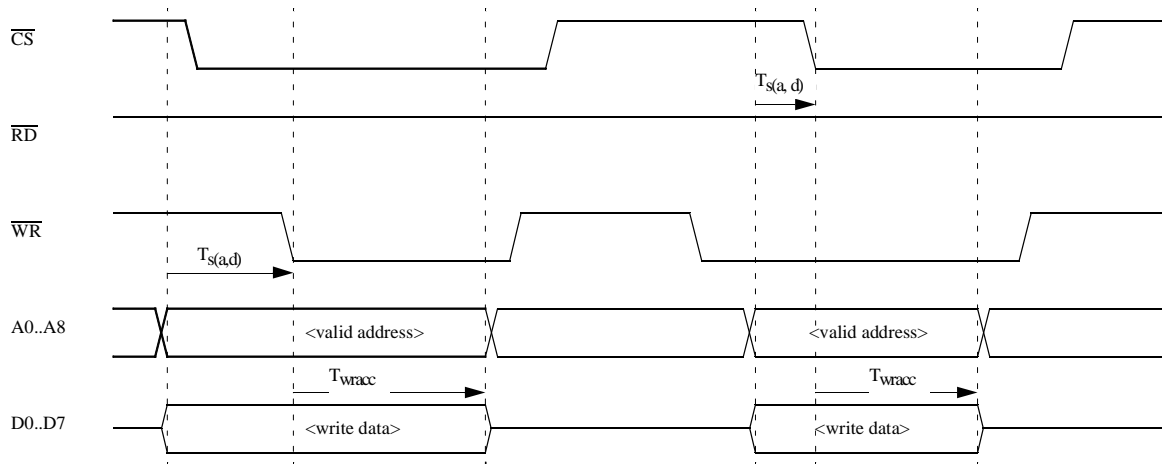 CS
Ts(a, d)
RD
WR
Ts(a,d)
A0..A8
<valid address>
<valid address>
Twracc
Twracc
D0..D7
<write data>
<write data>